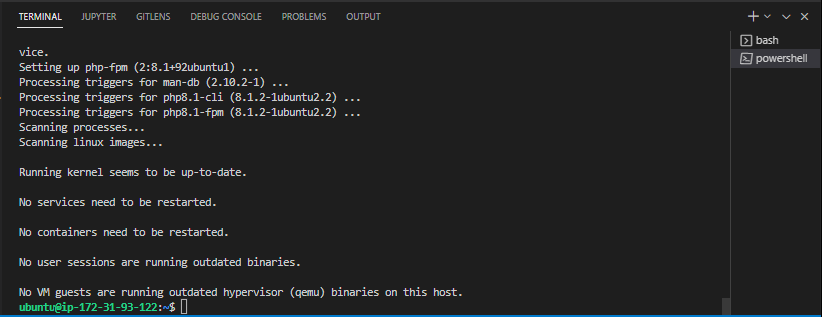 TERMINAL JUPYTER GITLENS DEBUG CONSOLE PROBLEMS OUTPUT
bash
powershell
vice.
Setting up php-fpm (2:8.1+92ubuntu1) ...
Processing triggers for man-db (2.10.2-1) ...
Processing triggers for php8.1-cli (8.1.2-1ubuntu2.2) ...
Processing triggers for php8.1-fpm (8.1.2-1ubuntu2.2) ...
Scanning processes...
Scanning linux images...
Running kernel seems to be up-to-date.
No services need to be restarted.
No containers need to be restarted.
No user sessions are running outdated binaries.
No VM guests are running outdated hypervisor (qemu) binaries on this host.
ubuntu@ip-172-31-93-122:~$